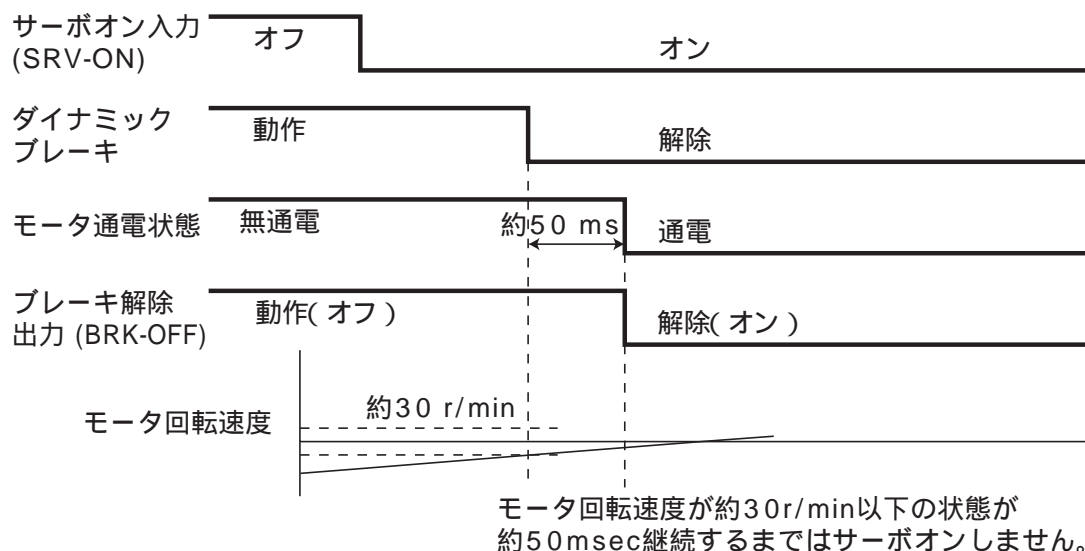 サーボオン入力
(SRV-ON)
オフ
オン
ダイナミック
ブレーキ
動作
解除
モータ通電状態
無通電
約50 ms
通電
ブレーキ解除
出力 (BRK-OFF)
動作(オフ)
解除(オン)
モータ回転速度
約30 r/min
モータ回転速度が約30r/min以下の状態が
約50msec継続するまではサーボオンしません。